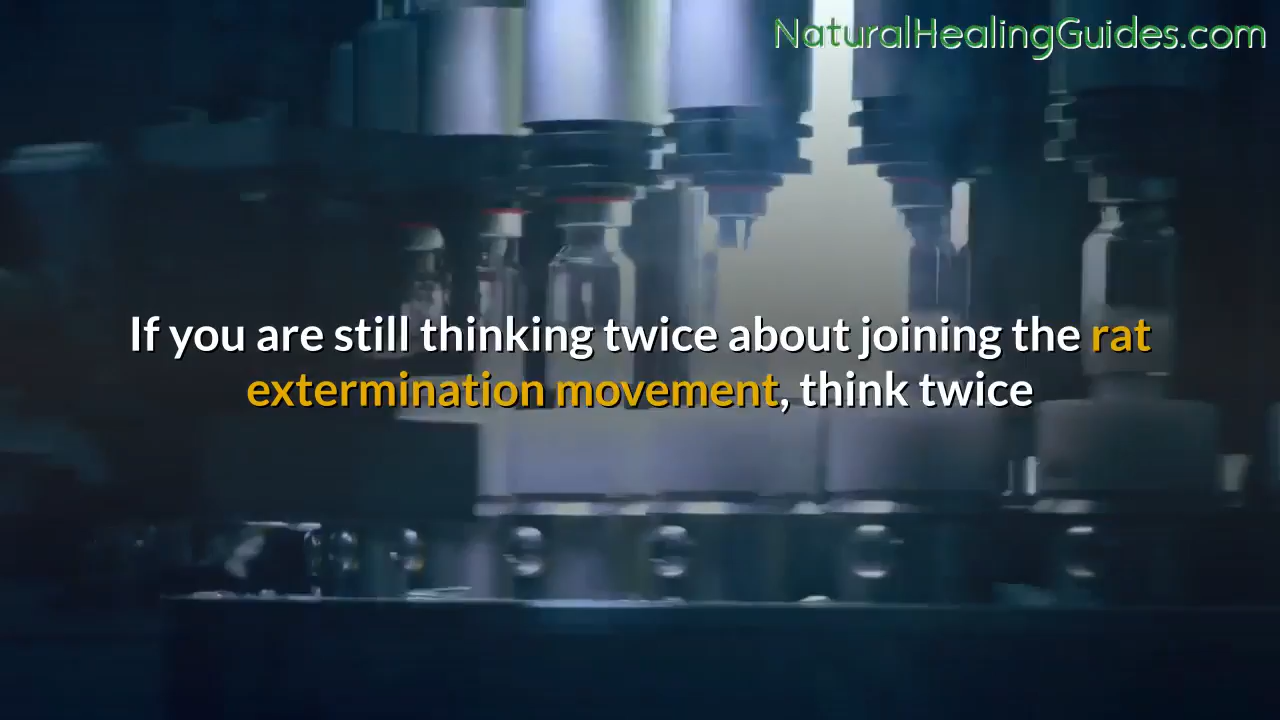 NaturalHealingGuides.com
If you are still thinking twice about joining the rat
extermination movement, think twice